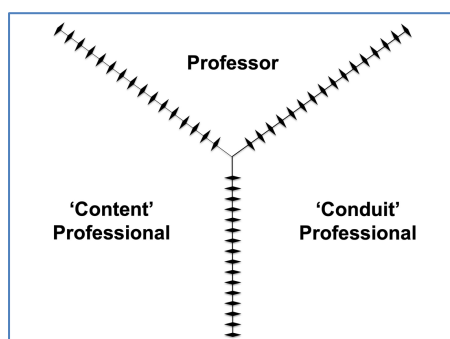 Professor
‘Content’
Professional
‘Conduit’
Professional